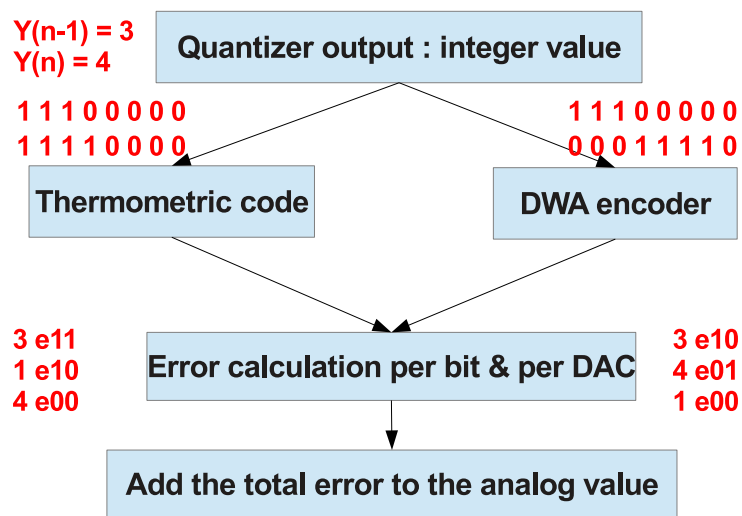 Y(n-1) = 3
Y(n) = 4
Quantizer output : integer value
1 1 1 0 0 0 0 0
1 1 1 1 0 0 0 0
1 1 1 0 0 0 0 0
0 0 0 1 1 1 1 0
Thermometric code
DWA encoder
3 e11
1 e10
4 e00
Error calculation per bit & per DAC
3 e10
4 e01
1 e00
Add the total error to the analog value